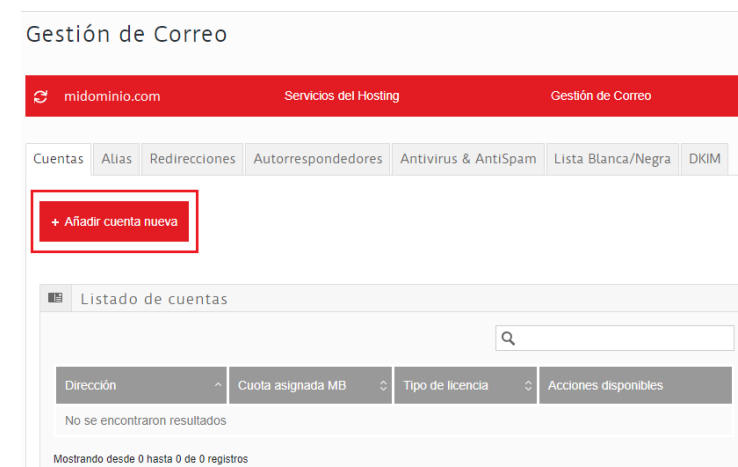 Gestión de Correo
midominio.com Servicios del Hosting Gestión de Correo
Cuentas Alias Redirecciones Autorrespondedores Antivirus & AntiSpam Lista Blanca/Negra DKIM
+ Añadir cuenta nueva
Listado de cuentas
Dirección Cuota asignada MB Tipo de licencia Acciones disponibles
No se encontraron resultados
Mostrando desde 0 hasta 0 de 0 registros